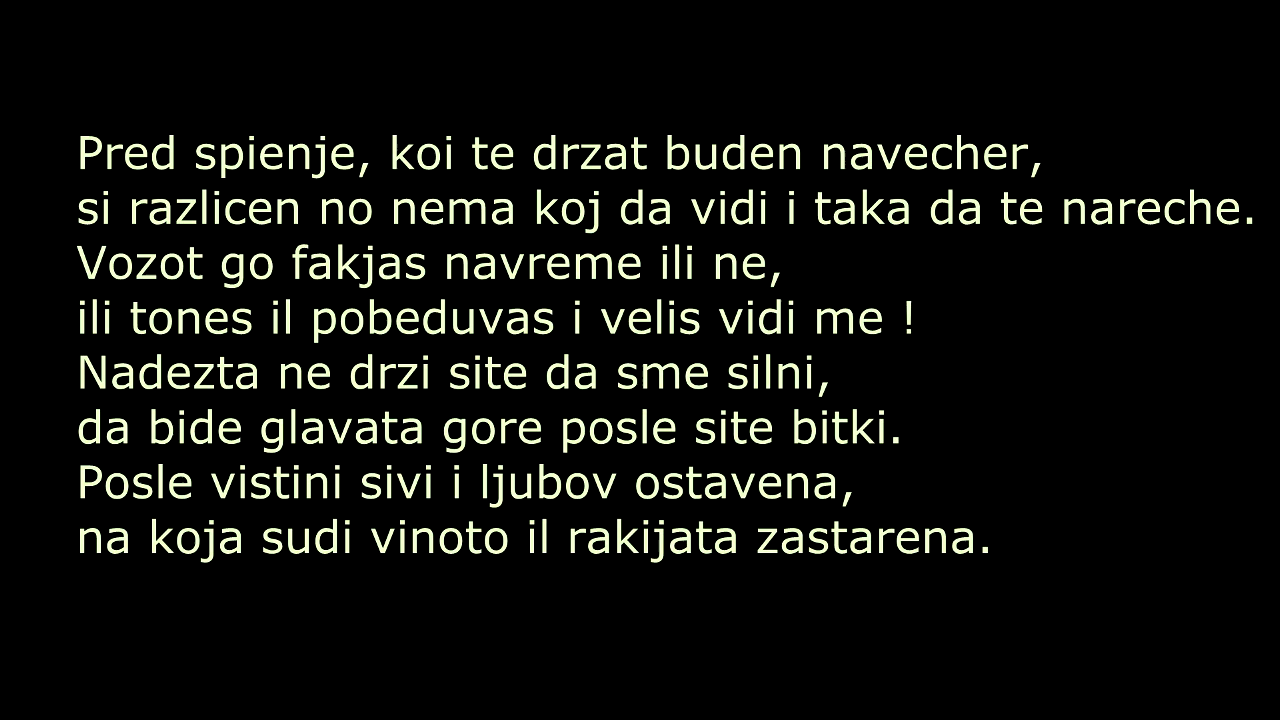 Pred spienje, koi te drzat buden navecher,
si razlicen no nema koj da vidi i taka da te nareche.
Vozot go fakjas navreme ili ne,
ili tones il pobeduvas i velis vidi me !
Nadezta ne drzi site da sme silni,
da bide glavata gore posle site bitki.
Posle vistini sivi i ljubov ostavena,
na koja sudi vinoto il rakijata zastarena.